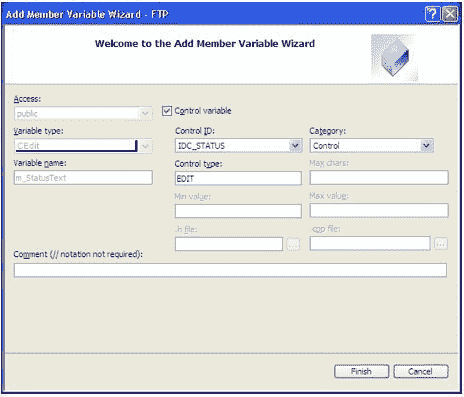 Add Member Variable Wizard - FTP
Welcome to the Add Member Variable Wizard
Access:
public
Control variable
Variable type:
CEdit
Control ID:
IDC_STATUS
Category:
Control
Variable name:
m_StatusText
Control type:
EDIT
Max chars:
Min value:
Max value:
.h file:
...
.cpp file:
...
Comment (// notation not required):
Finish
Cancel